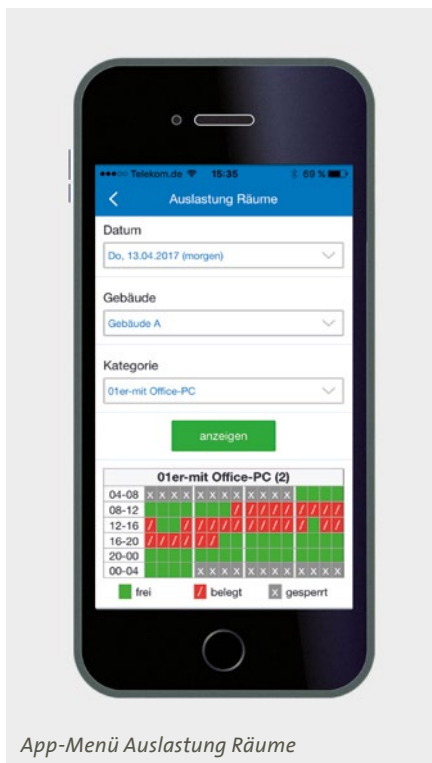 ●●●○○ Telekom.de 15:35 69 %
Auslastung Räume
Datum
Do, 13.04.2017 (morgen)
Gebäude
Gebäude A
Kategorie
01er-mit Office-PC
anzeigen
01er-mit Office-PC (2)
04-08 x x x x x x x x x x x x
08-12 / / / / / / / / /
12-16 / / / / / / / / / / / / /
16-20 / / / / / /
20-00
00-04 x x x x x x x x x x x x
frei / belegt x gesperrt
App-Menü Auslastung Räume